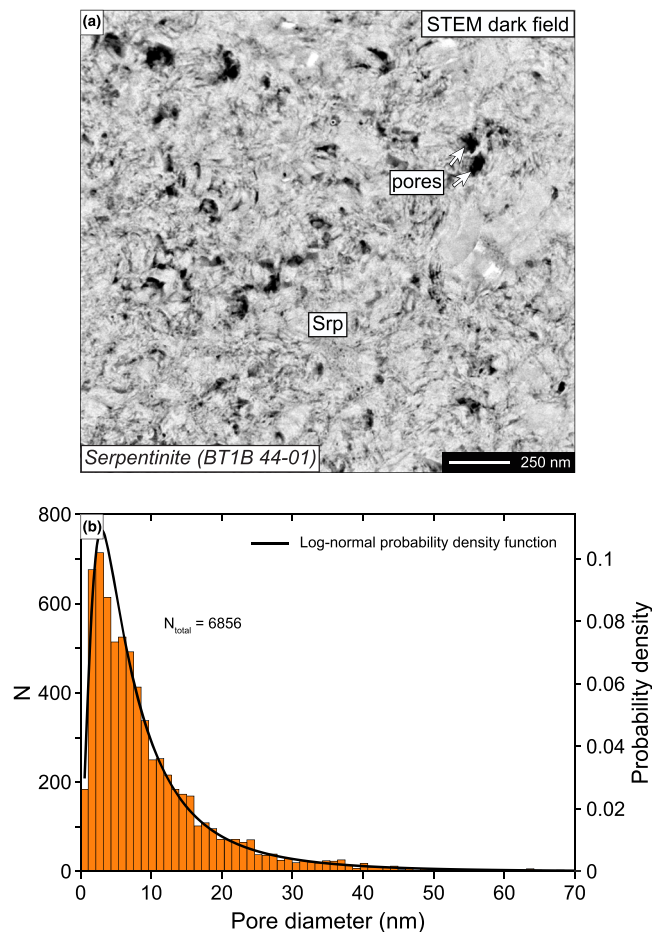 (a)
STEM dark field
pores
Srp
Serpentinite (BT1B 44-01)
250 nm
(b)
800
600
400
200
0
N
Log-normal probability density function
N_total = 6856
0.1
0.08
0.06
0.04
0.02
0
Probability density
0 10 20 30 40 50 60 70
Pore diameter (nm)